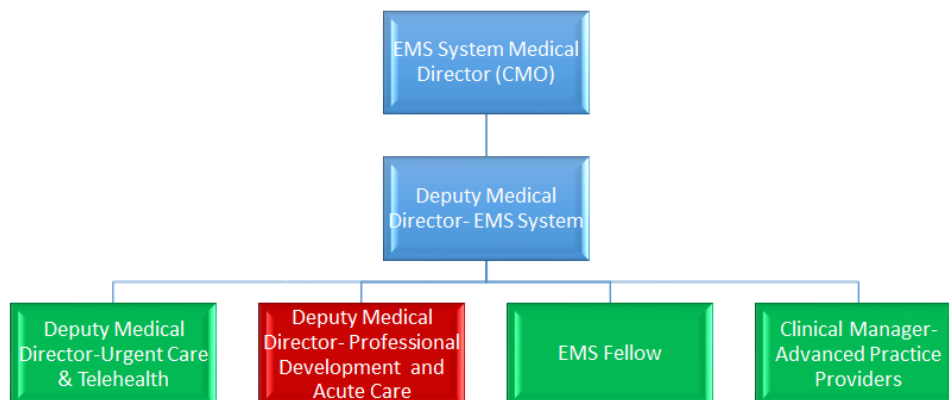 EMS System Medical
Director (CMO)
Deputy Medical
Director- EMS System
Deputy Medical
Director-Urgent Care
& Telehealth
Deputy Medical
Director- Professional
Development and
Acute Care
EMS Fellow
Clinical Manager-
Advanced Practice
Providers